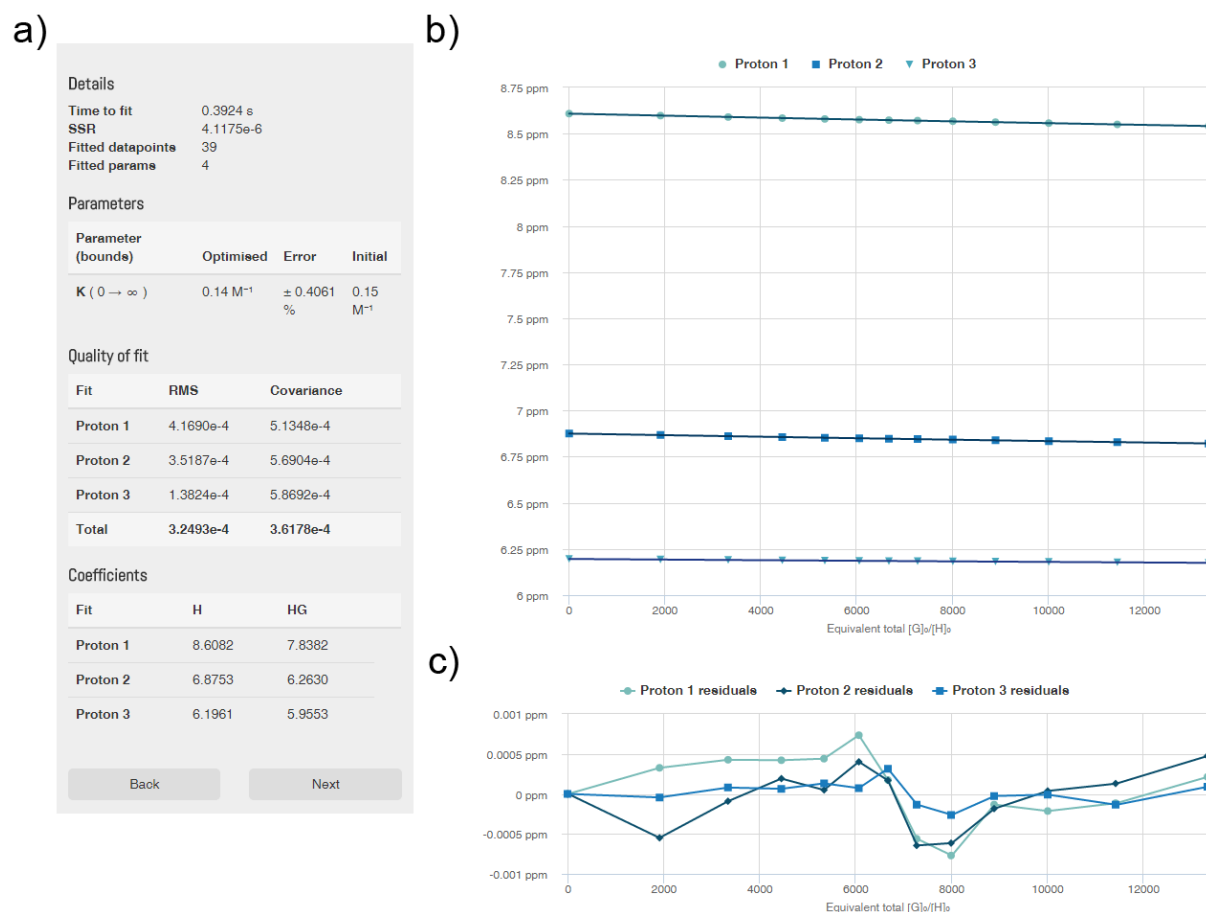 a)
Details
Time to fit 0.3924 s
SSR 4.1175e-6
Fitted datapoints 39
Fitted params 4
Parameters
Parameter (bounds) Optimised Error Initial
K ( 0 → ∞ ) 0.14 M⁻¹ ± 0.4061 % 0.15 M⁻¹
Quality of fit
Fit RMS Covariance
Proton 1 4.1690e-4 5.1348e-4
Proton 2 3.5187e-4 5.6904e-4
Proton 3 1.3824e-4 5.8692e-4
Total 3.2493e-4 3.6178e-4
Coefficients
Fit H HG
Proton 1 8.6082 7.8382
Proton 2 6.8753 6.2630
Proton 3 6.1961 5.9553
Back Next
b)
Proton 1 Proton 2 Proton 3
8.75 ppm
8.5 ppm
8.25 ppm
8 ppm
7.75 ppm
7.5 ppm
7.25 ppm
7 ppm
6.75 ppm
6.5 ppm
6.25 ppm
6 ppm
0 2000 4000 6000 8000 10000 12000
Equivalent total [G]₀/[H]₀
c)
Proton 1 residuals Proton 2 residuals Proton 3 residuals
0.001 ppm
0.0005 ppm
0 ppm
-0.0005 ppm
-0.001 ppm
0 2000 4000 6000 8000 10000 12000
Equivalent total [G]₀/[H]₀